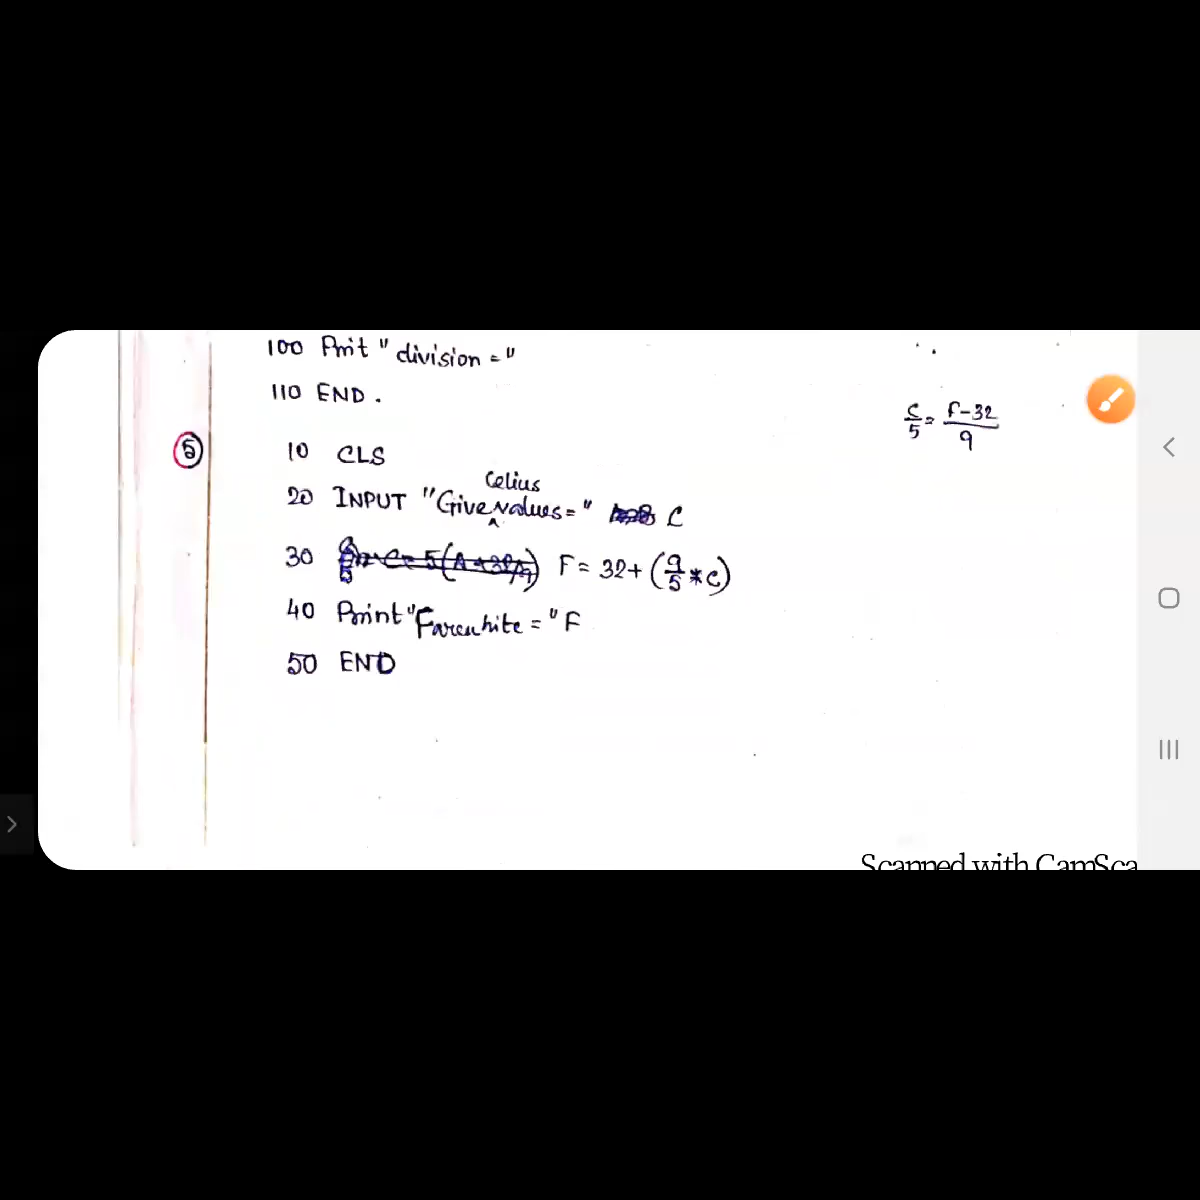 100 Print "division="
110 END.
C/5 = F-32/9
5
10 CLS
Celius
20 INPUT "Give values=" C
30 F= 32+(9/5*C)
40 Print "Farenhite=" F
50 END
Scanned with CamSca